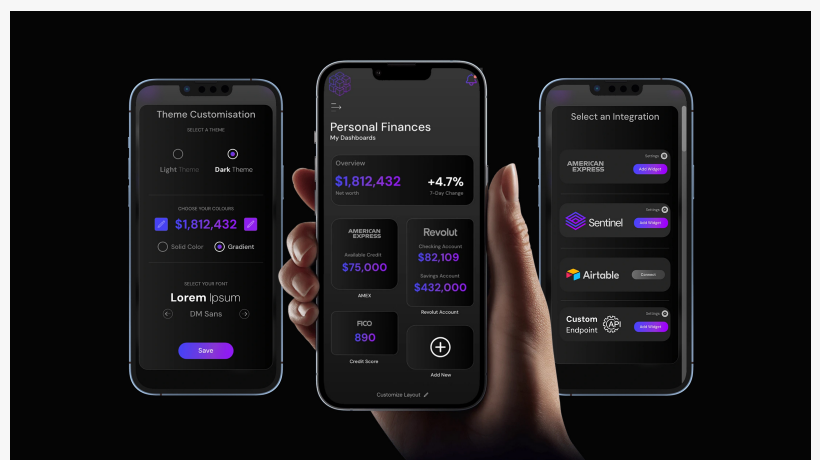 Theme Customisation
SELECT A THEME
Light Theme
Dark Theme
CHOOSE YOUR COLOURS
$1,812,432
Solid Color
Gradient
SELECT YOUR FONT
Lorem Ipsum
DM Sans
Save
Personal Finances
My Dashboards
Overview
$1,812,432
+4.7%
Net worth
7-Day Change
AMERICAN
EXPRESS
Available Credit
$75,000
AMEX
Revolut
Checking Account
$82,109
Savings Account
$432,000
Revolut Account
FICO
890
Credit Score
Add New
Customize Layout
Select an Integration
AMERICAN
EXPRESS
Settings
Add Widget
Sentinel
Settings
Add Widget
Airtable
Connect
Custom
Endpoint
API
Settings
Add Widget